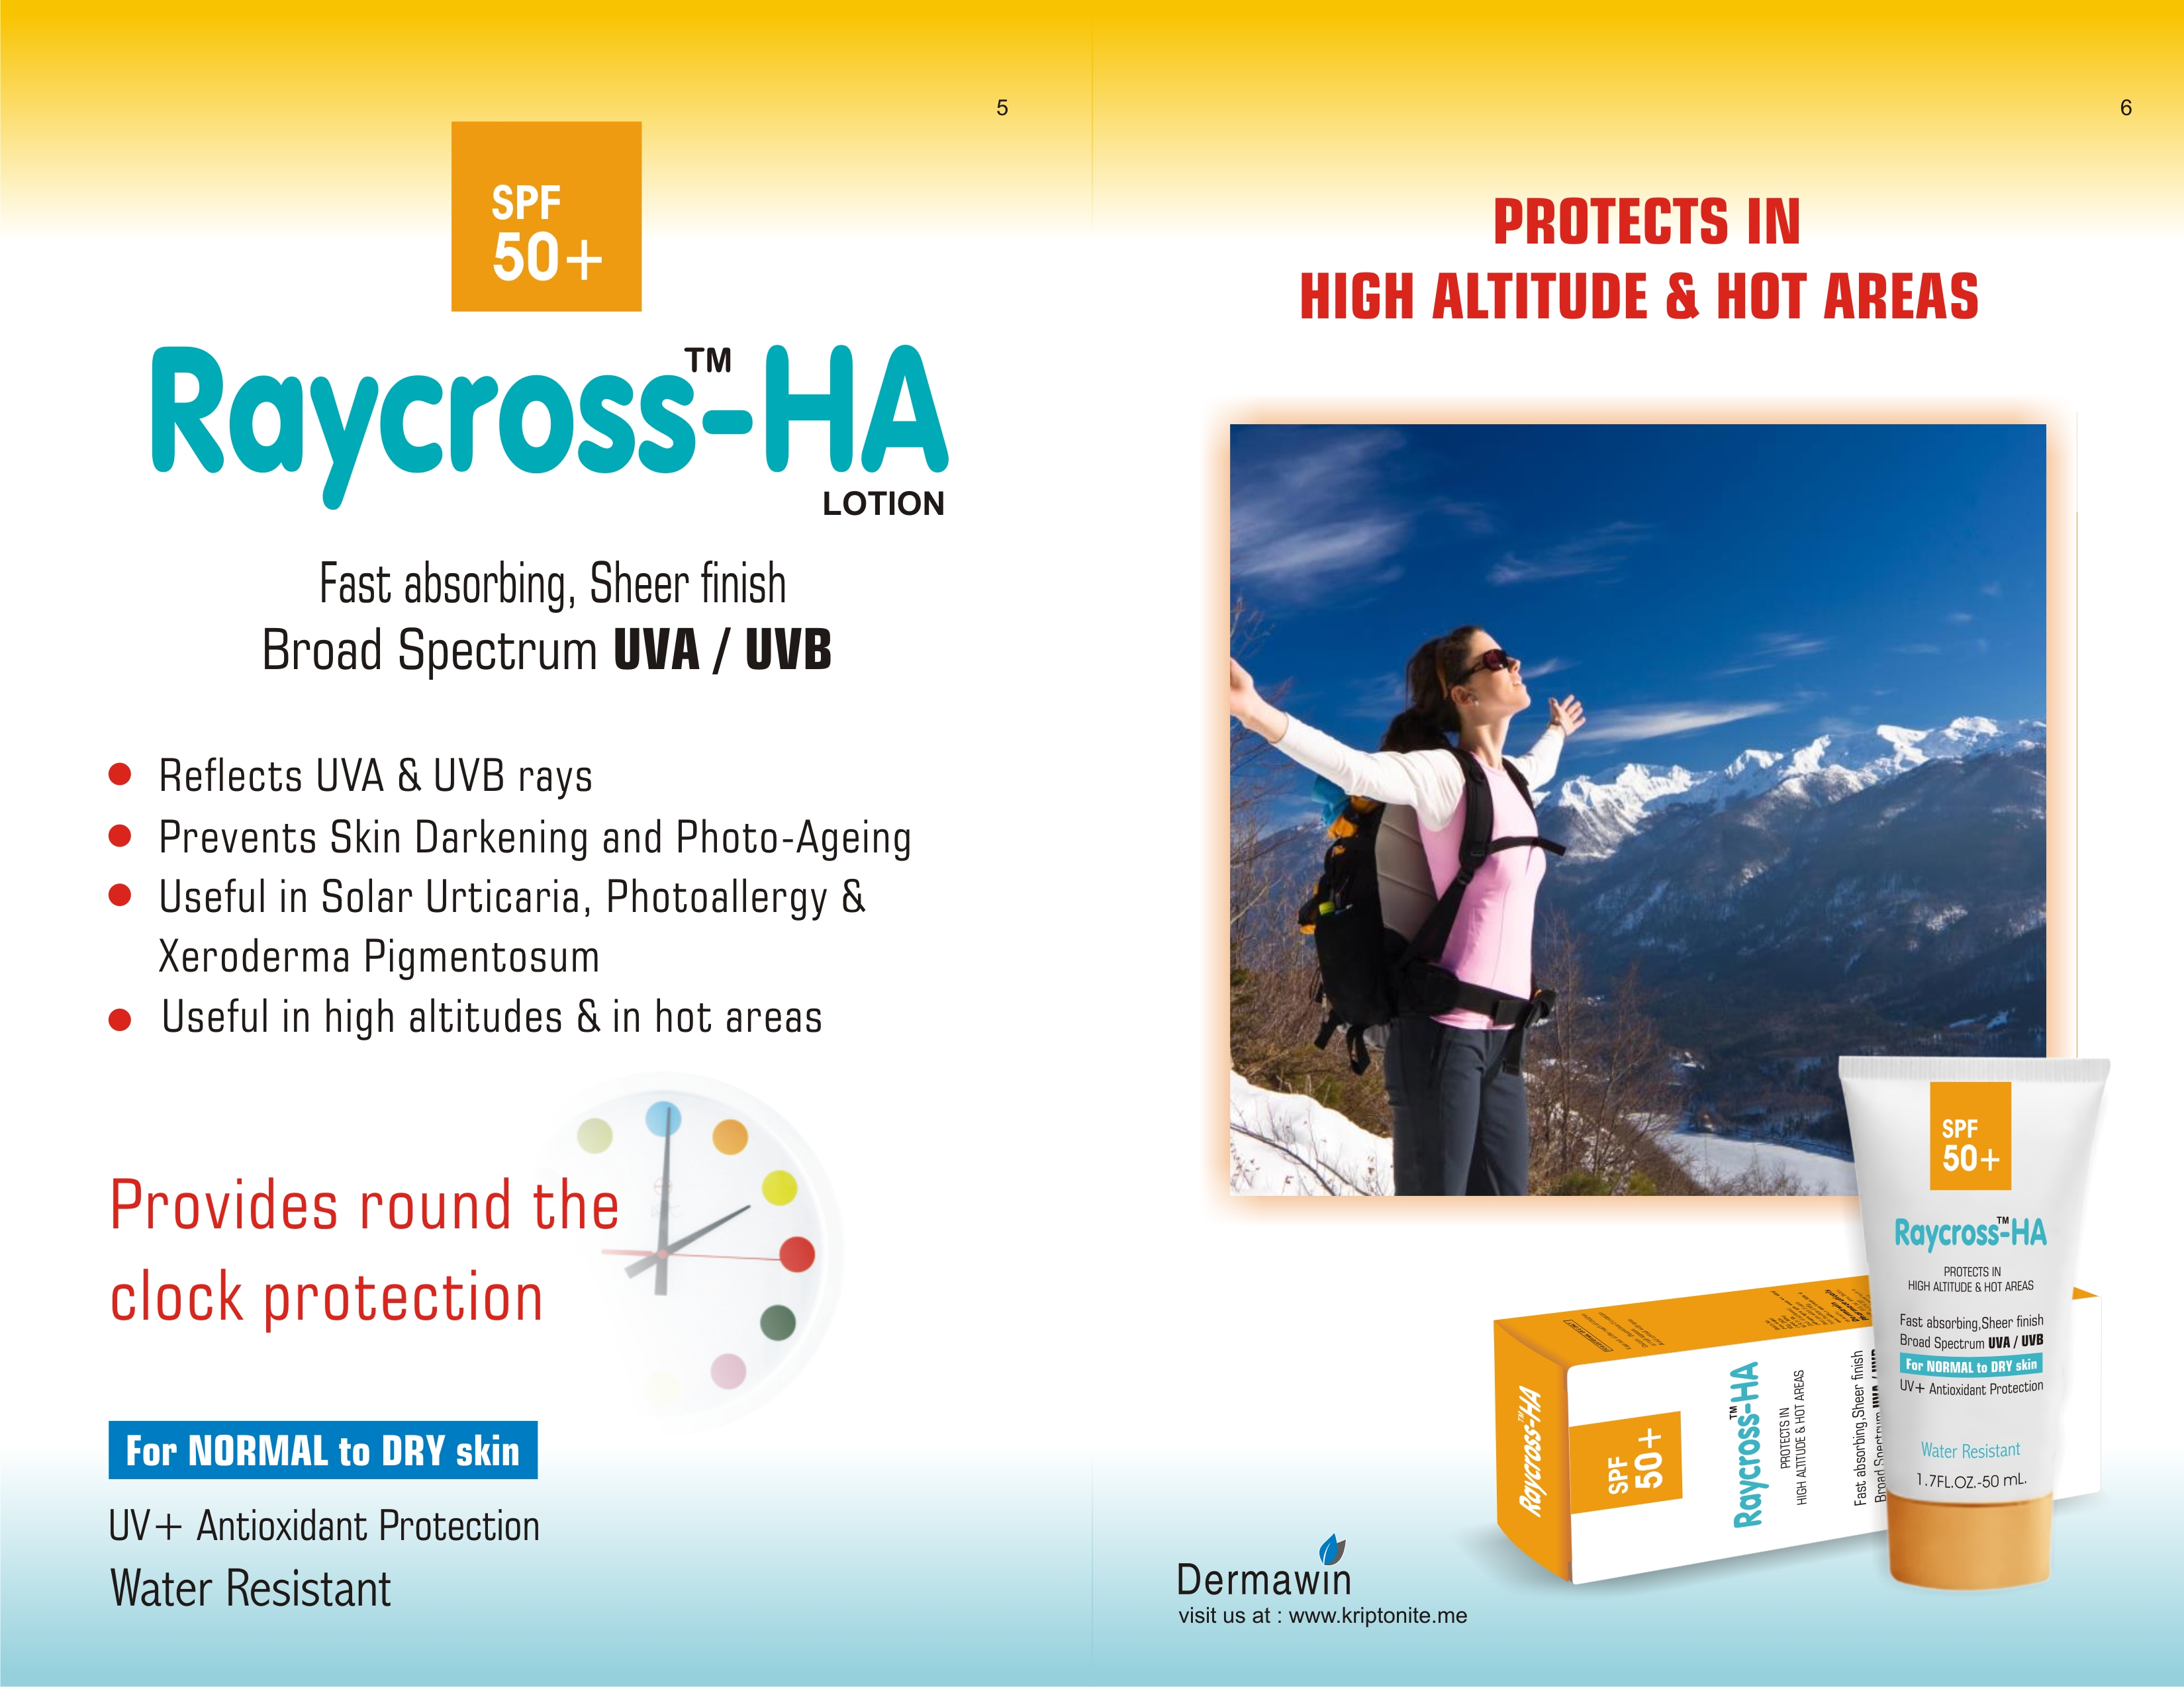 5
SPF
50+
Raycross™-HA
LOTION
Fast absorbing, Sheer finish
Broad Spectrum UVA / UVB
Reflects UVA & UVB rays
Prevents Skin Darkening and Photo-Ageing
Useful in Solar Urticaria, Photoallergy &
Xeroderma Pigmentosum
Useful in high altitudes & in hot areas
Provides round the
clock protection
For NORMAL to DRY skin
UV+ Antioxidant Protection
Water Resistant
6
PROTECTS IN
HIGH ALTITUDE & HOT AREAS
SPF
50+
Raycross™-HA
PROTECTS IN
HIGH ALTITUDE & HOT AREAS
Fast absorbing,Sheer finish
Broad Spectrum UVA / UVB
For NORMAL to DRY skin
UV+ Antioxidant Protection
Water Resistant
1.7FL.OZ.-50 mL.
Raycross™-HA
SPF
50+
Raycross™-HA
PROTECTS IN
HIGH ALTITUDE & HOT AREAS
Fast absorbing,Sheer finish
Broad Spectrum UVA / UVB
Dermawin
visit us at : www.kriptonite.me